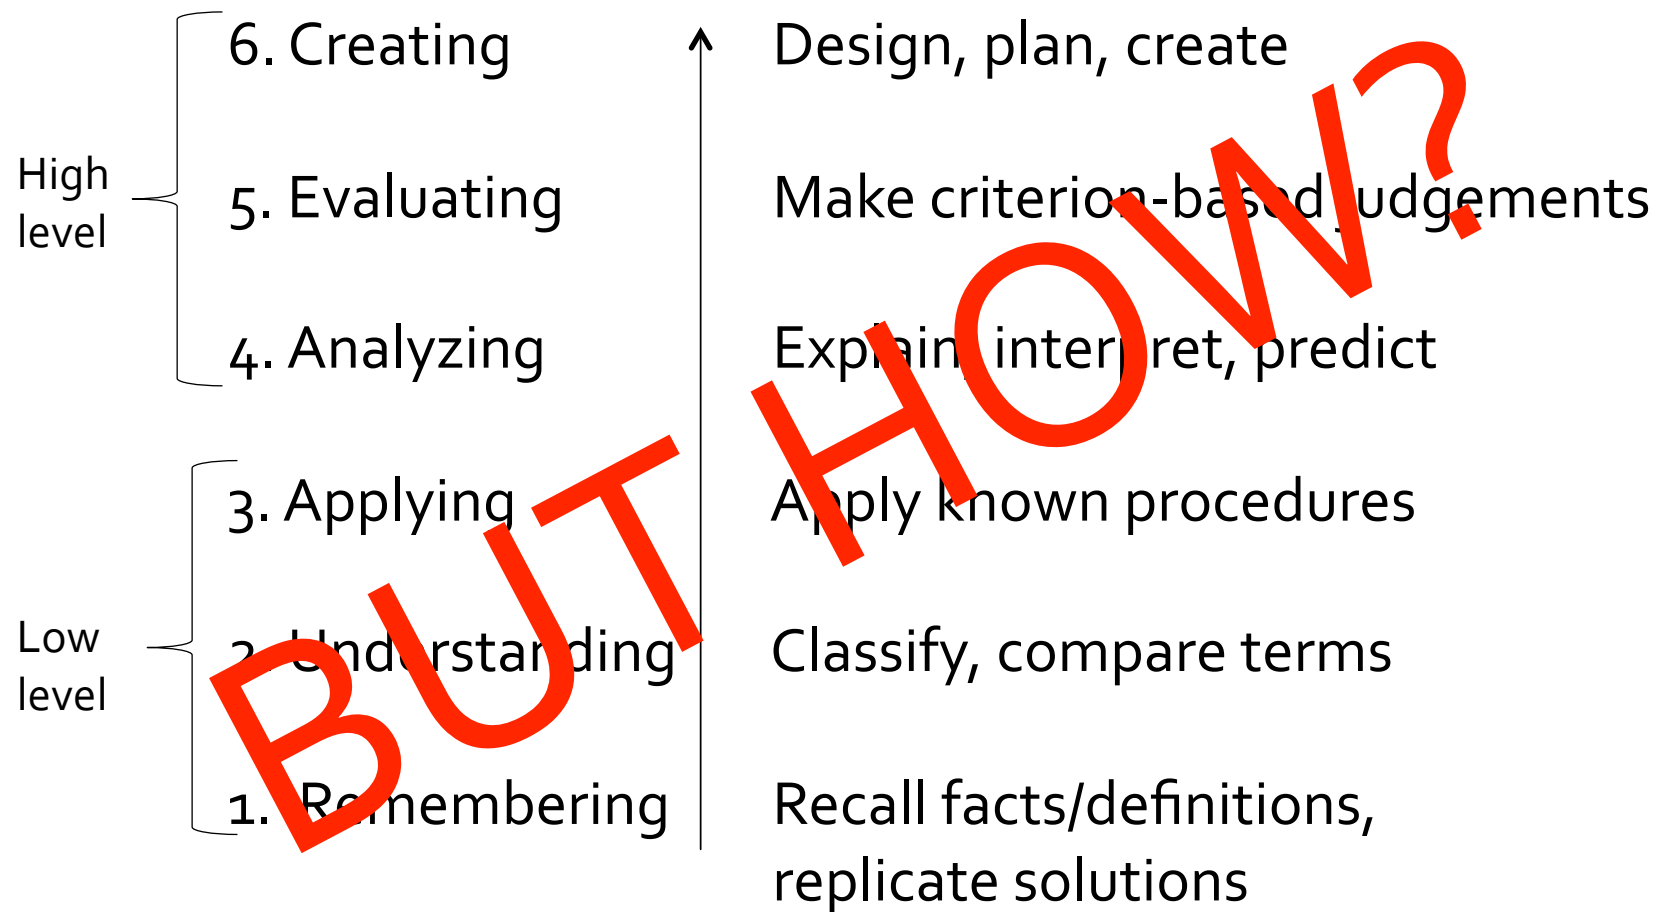 6. Creating
Design, plan, create
High
level
5. Evaluating
Make criterion-based judgements
4. Analyzing
Explain, interpret, predict
3. Applying
Apply known procedures
Low
level
2. Understanding
Classify, compare terms
1. Remembering
Recall facts/definitions,
replicate solutions
BUT HOW?